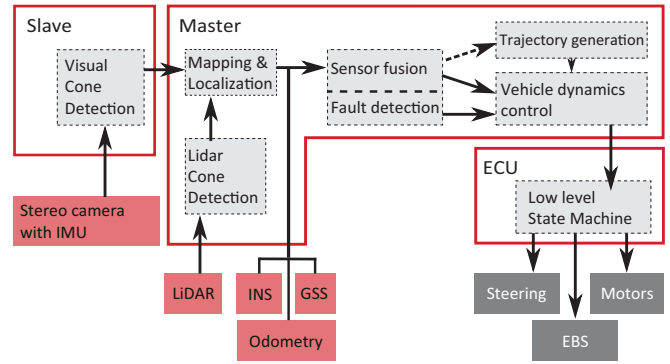 Slave
Master
Visual
Cone
Detection
Mapping &
Localization
Sensor fusion
Fault detection
Trajectory generation
Vehicle dynamics
control
Lidar
Cone
Detection
ECU
Low level
State Machine
Stereo camera
with IMU
LiDAR
INS
GSS
Odometry
Steering
Motors
EBS